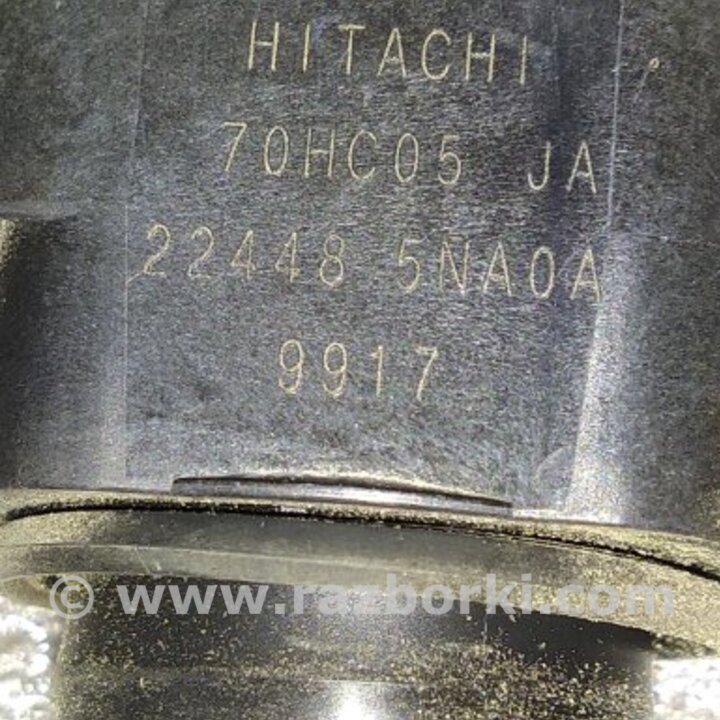 HITACHI
70HC05 JA
22448 5NA0A
9917
© www.razborki.com